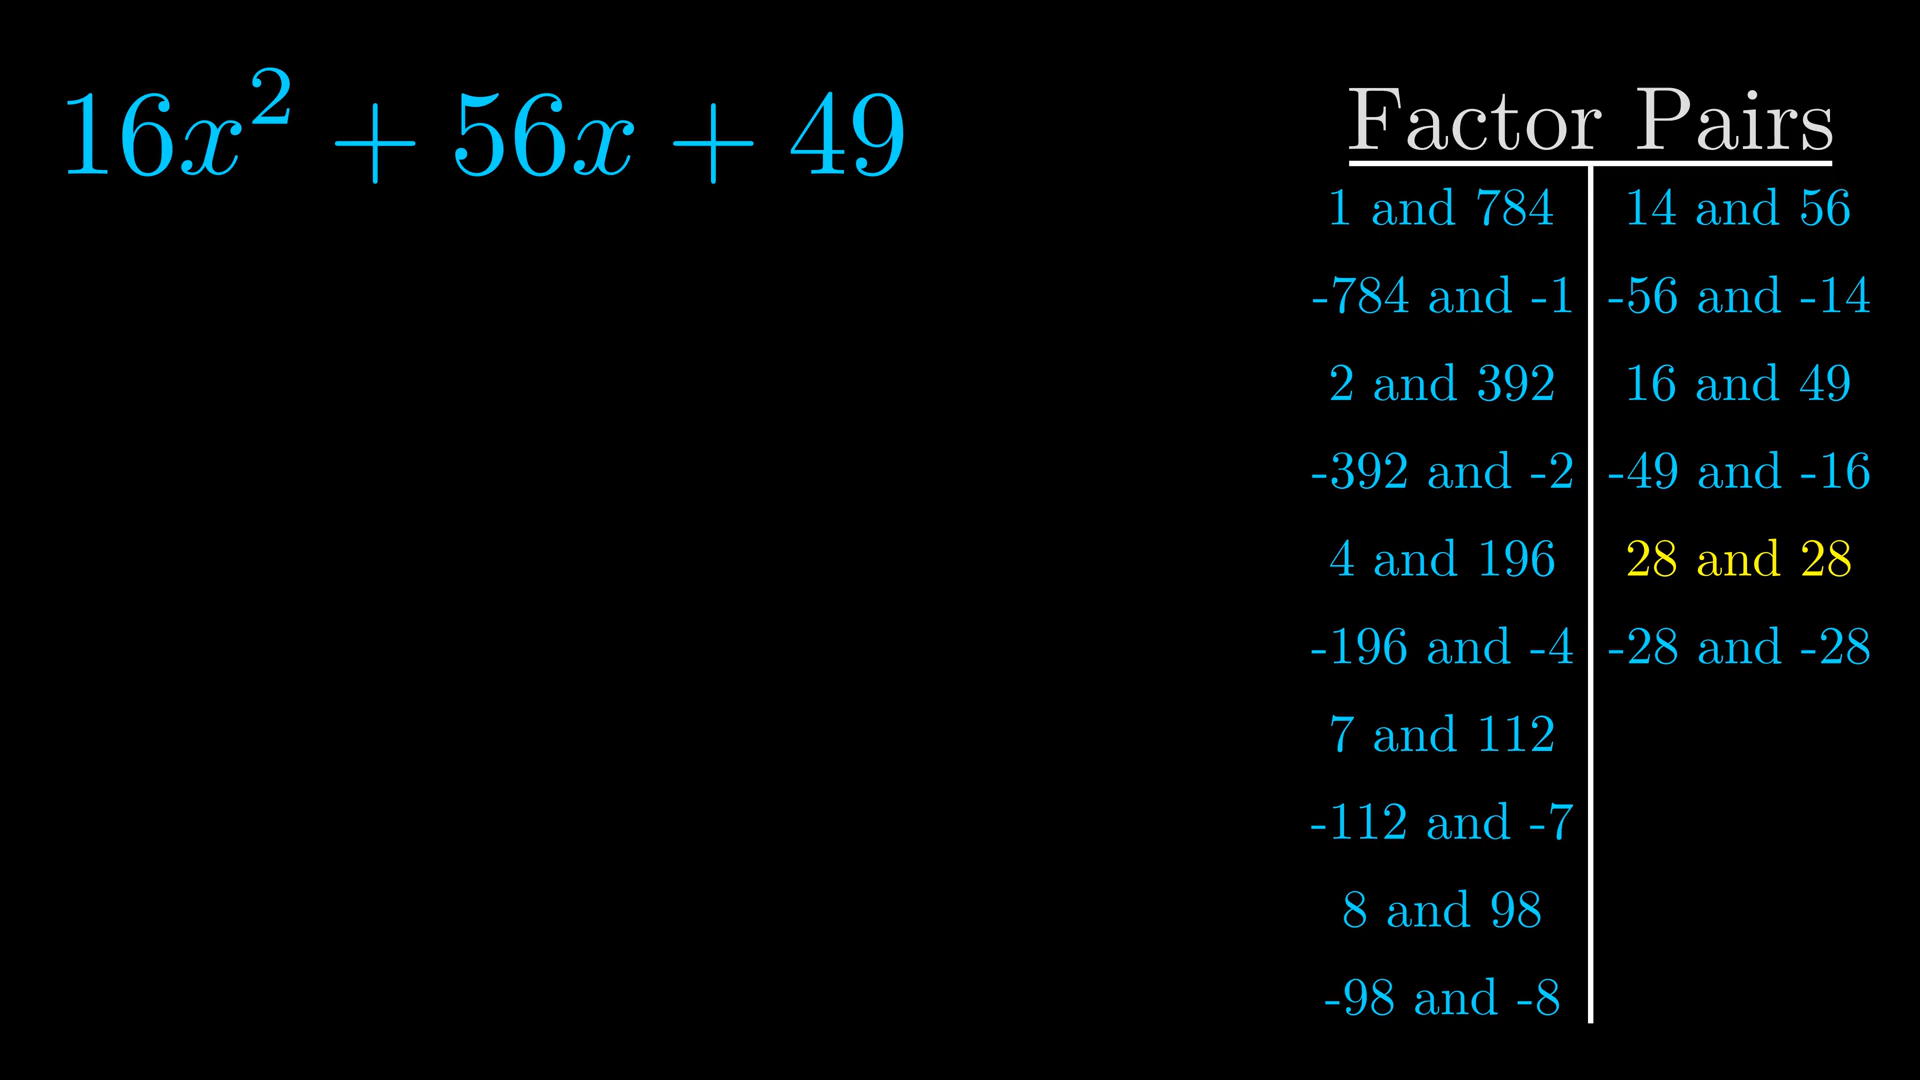 16x² + 56x + 49
Factor Pairs
1 and 784
-784 and -1
2 and 392
-392 and -2
4 and 196
-196 and -4
7 and 112
-112 and -7
8 and 98
-98 and -8
14 and 56
-56 and -14
16 and 49
-49 and -16
28 and 28
-28 and -28